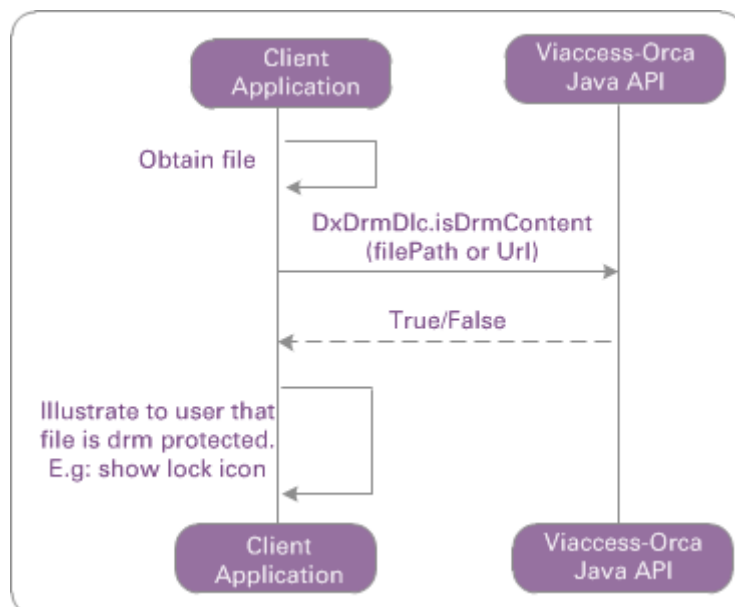 Client
Application
Viaccess-Orca
Java API
Obtain file
DxDrmDlc.isDrmContent
(filePath or Url)
True/False
Illustrate to user that
file is drm protected.
E.g: show lock icon
Client
Application
Viaccess-Orca
Java API